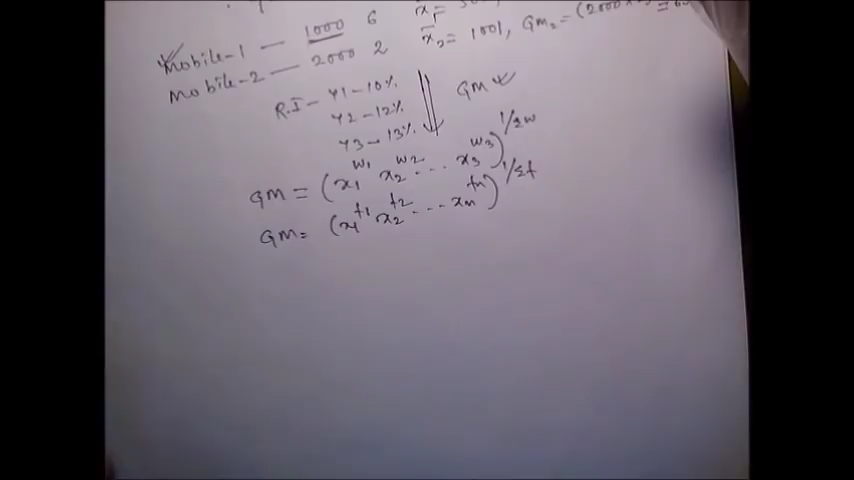 Mobile-1 — 1000 6 x̄₁ =
Mobile-2 — 2000 2 x̄₂ = 1001, GM₂ = (2000 x
R.I – Y1 – 10%
Y2 – 12% GM ✓
Y3 – 13%
GM = (x₁^w₁ x₂^w₂ ... x₃^w₃)^1/Σw
GM = (x₁^f1 x₂^f2 ... xₙ^fn)^1/Σf